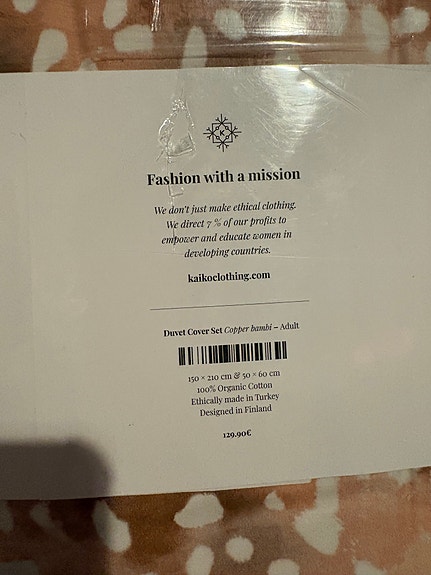 Fashion with a mission
We don't just make ethical clothing.
We direct 7 % of our profits to
empower and educate women in
developing countries.
kaikoclothing.com
Duvet Cover Set Copper bambi – Adult
150 × 210 cm & 50 × 60 cm
100% Organic Cotton
Ethically made in Turkey
Designed in Finland
129.90€